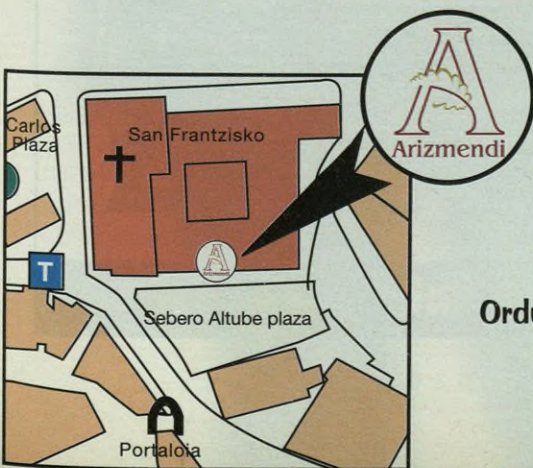 A
Arizmendi
Carlos
Plaza
San Frantzisko
T
Sebero Altube plaza
Portaloia